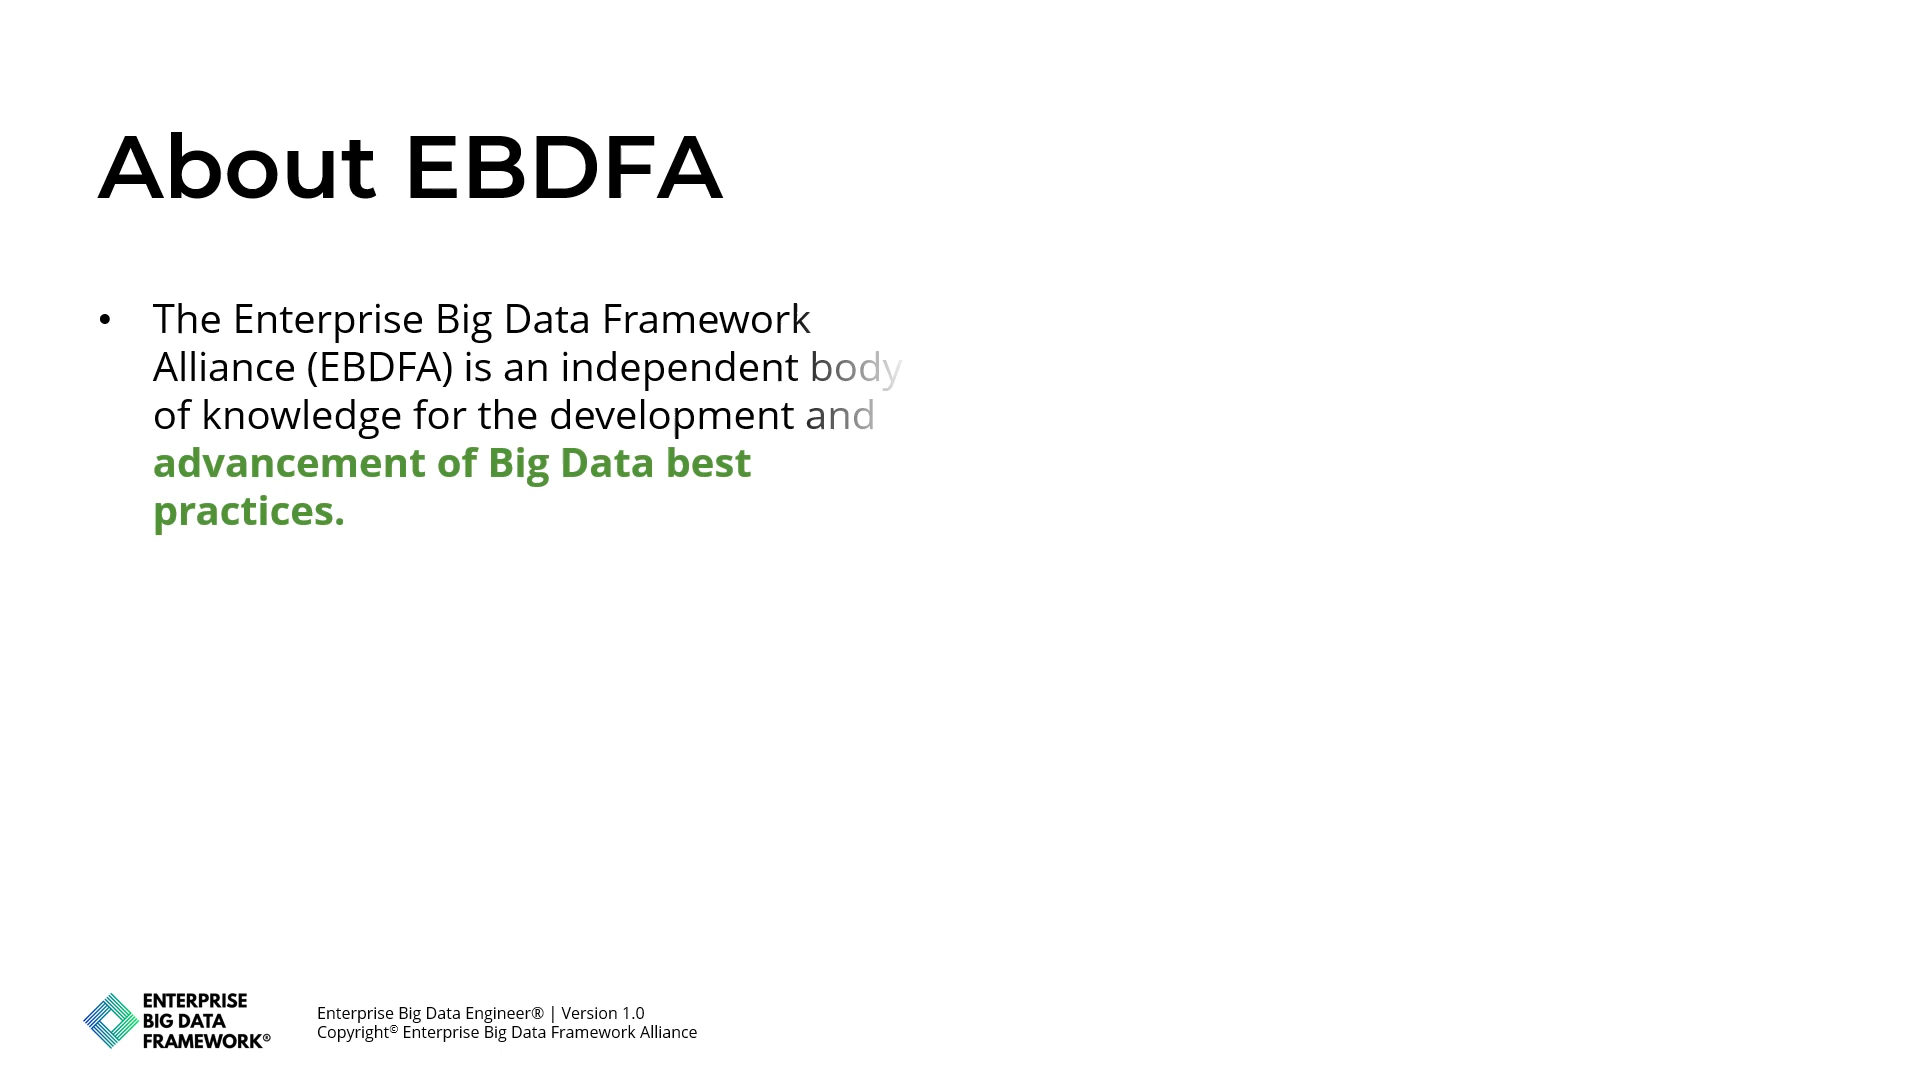 About EBDFA
• The Enterprise Big Data Framework
Alliance (EBDFA) is an independent body
of knowledge for the development and
advancement of Big Data best
practices.
ENTERPRISE
BIG DATA
FRAMEWORK®
Enterprise Big Data Engineer® | Version 1.0
Copyright© Enterprise Big Data Framework Alliance